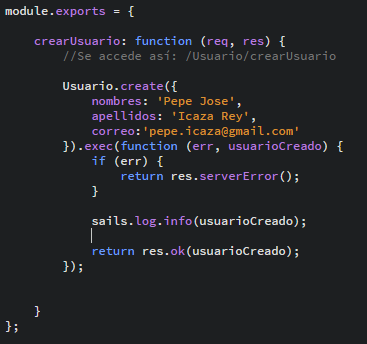 module.exports = {
crearUsuario: function (req, res) {
//Se accede así: /Usuario/crearUsuario
Usuario.create({
nombres: 'Pepe Jose',
apellidos: 'Icaza Rey',
correo:'pepe.icaza@gmail.com'
}).exec(function (err, usuarioCreado) {
if (err) {
return res.serverError();
}
sails.log.info(usuarioCreado);
return res.ok(usuarioCreado);
});
}
};